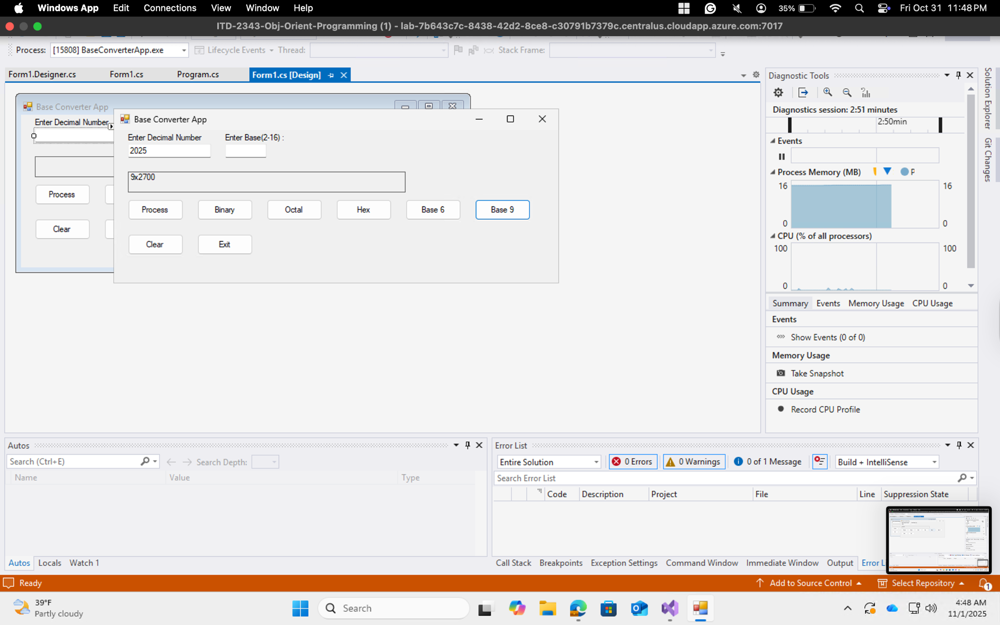 Windows App Edit Connections View Window Help 35% Fri Oct 31 11:48 PM
ITD-2343-Obj-Orient-Programming (1) - lab-7b643c7c-8438-42d2-8ce8-c30791b7379c.centralus.cloudapp.azure.com:7017
Process: [15808] BaseConverterApp.exe Lifecycle Events Thread: Stack Frame:
Form1.Designer.cs Form1.cs Program.cs Form1.cs [Design]
Base Converter App
Enter Decimal Number
Process
Clear
Base Converter App
Enter Decimal Number Enter Base(2-16) :
2025
9x2700
Process Binary Octal Hex Base 6 Base 9
Clear Exit
Diagnostic Tools
Diagnostics session: 2:51 minutes
2:50min
Events
Process Memory (MB) P
16 16
0 0
CPU (% of all processors)
100 100
0 0
Summary Events Memory Usage CPU Usage
Events
Show Events (0 of 0)
Memory Usage
Take Snapshot
CPU Usage
Record CPU Profile
Solution Explorer
Git Changes
Autos
Search (Ctrl+E) Search Depth:
Name Value Type
Autos Locals Watch 1
Error List
Entire Solution 0 Errors 0 Warnings 0 of 1 Message Build + IntelliSense
Search Error List
Code Description Project File Line Suppression State
Call Stack Breakpoints Exception Settings Command Window Immediate Window Output Error Li
Ready Add to Source Control Select Repository 1
39°F
Partly cloudy
Search
4:48 AM
11/1/2025